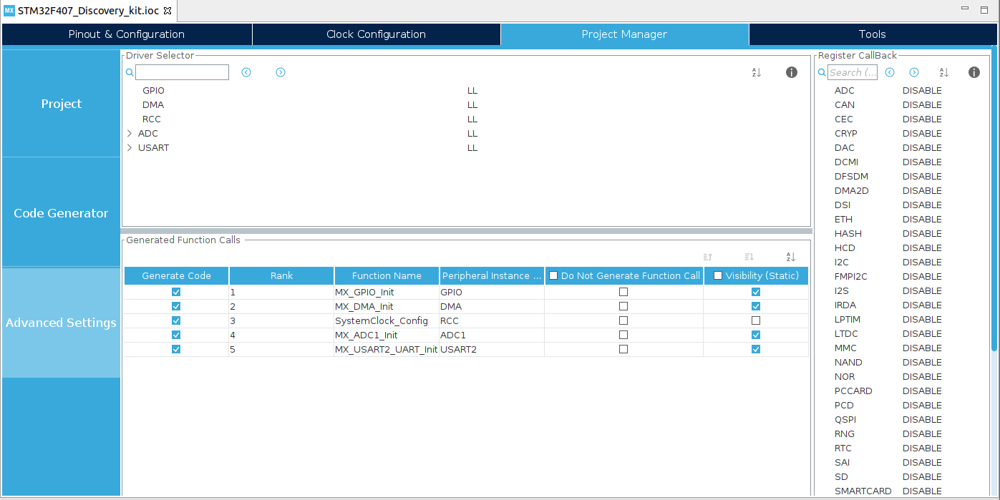 MX STM32F407_Discovery_kit.ioc
Pinout & Configuration Clock Configuration Project Manager Tools
Project
Code Generator
Advanced Settings
Driver Selector
GPIO LL
DMA LL
RCC LL
ADC LL
USART LL
Generated Function Calls
Generate Code Rank Function Name Peripheral Instance ... Do Not Generate Function Call Visibility (Static)
1 MX_GPIO_Init GPIO
2 MX_DMA_Init DMA
3 SystemClock_Config RCC
4 MX_ADC1_Init ADC1
5 MX_USART2_UART_Init USART2
Register CallBack
Search (...
ADC DISABLE
CAN DISABLE
CEC DISABLE
CRYP DISABLE
DAC DISABLE
DCMI DISABLE
DFSDM DISABLE
DMA2D DISABLE
DSI DISABLE
ETH DISABLE
HASH DISABLE
HCD DISABLE
I2C DISABLE
FMPI2C DISABLE
I2S DISABLE
IRDA DISABLE
LPTIM DISABLE
LTDC DISABLE
MMC DISABLE
NAND DISABLE
NOR DISABLE
PCCARD DISABLE
PCD DISABLE
QSPI DISABLE
RNG DISABLE
RTC DISABLE
SAI DISABLE
SD DISABLE
SMARTCARD DISABLE